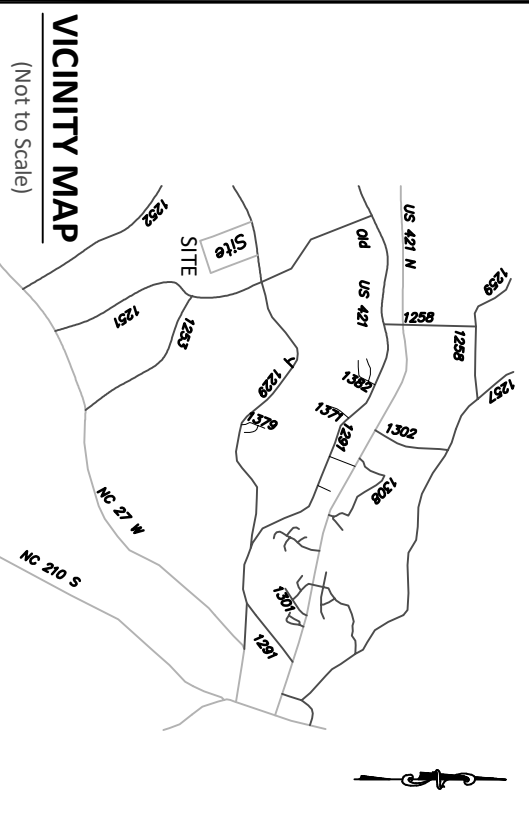 VICINITY MAP
(Not to Scale)
1259
1258
1258
1257
US 421 N
Old US 421
1302
1382
1371
1291
1308
1252
Site
SITE
1251
1253
1229
1379
1301
1291
NC 27 W
NC 210 S